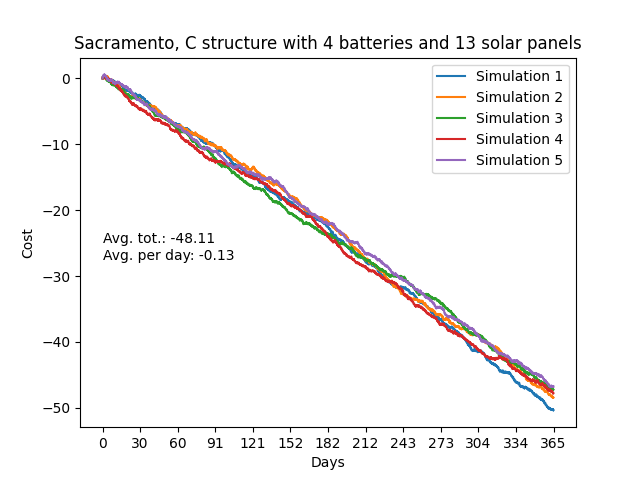 Sacramento, C structure with 4 batteries and 13 solar panels
Simulation 1
Simulation 2
Simulation 3
Simulation 4
Simulation 5
0
−10
−20
−30
−40
−50
Cost
Avg. tot.: -48.11
Avg. per day: -0.13
0 30 60 91 121 152 182 212 243 273 304 334 365
Days